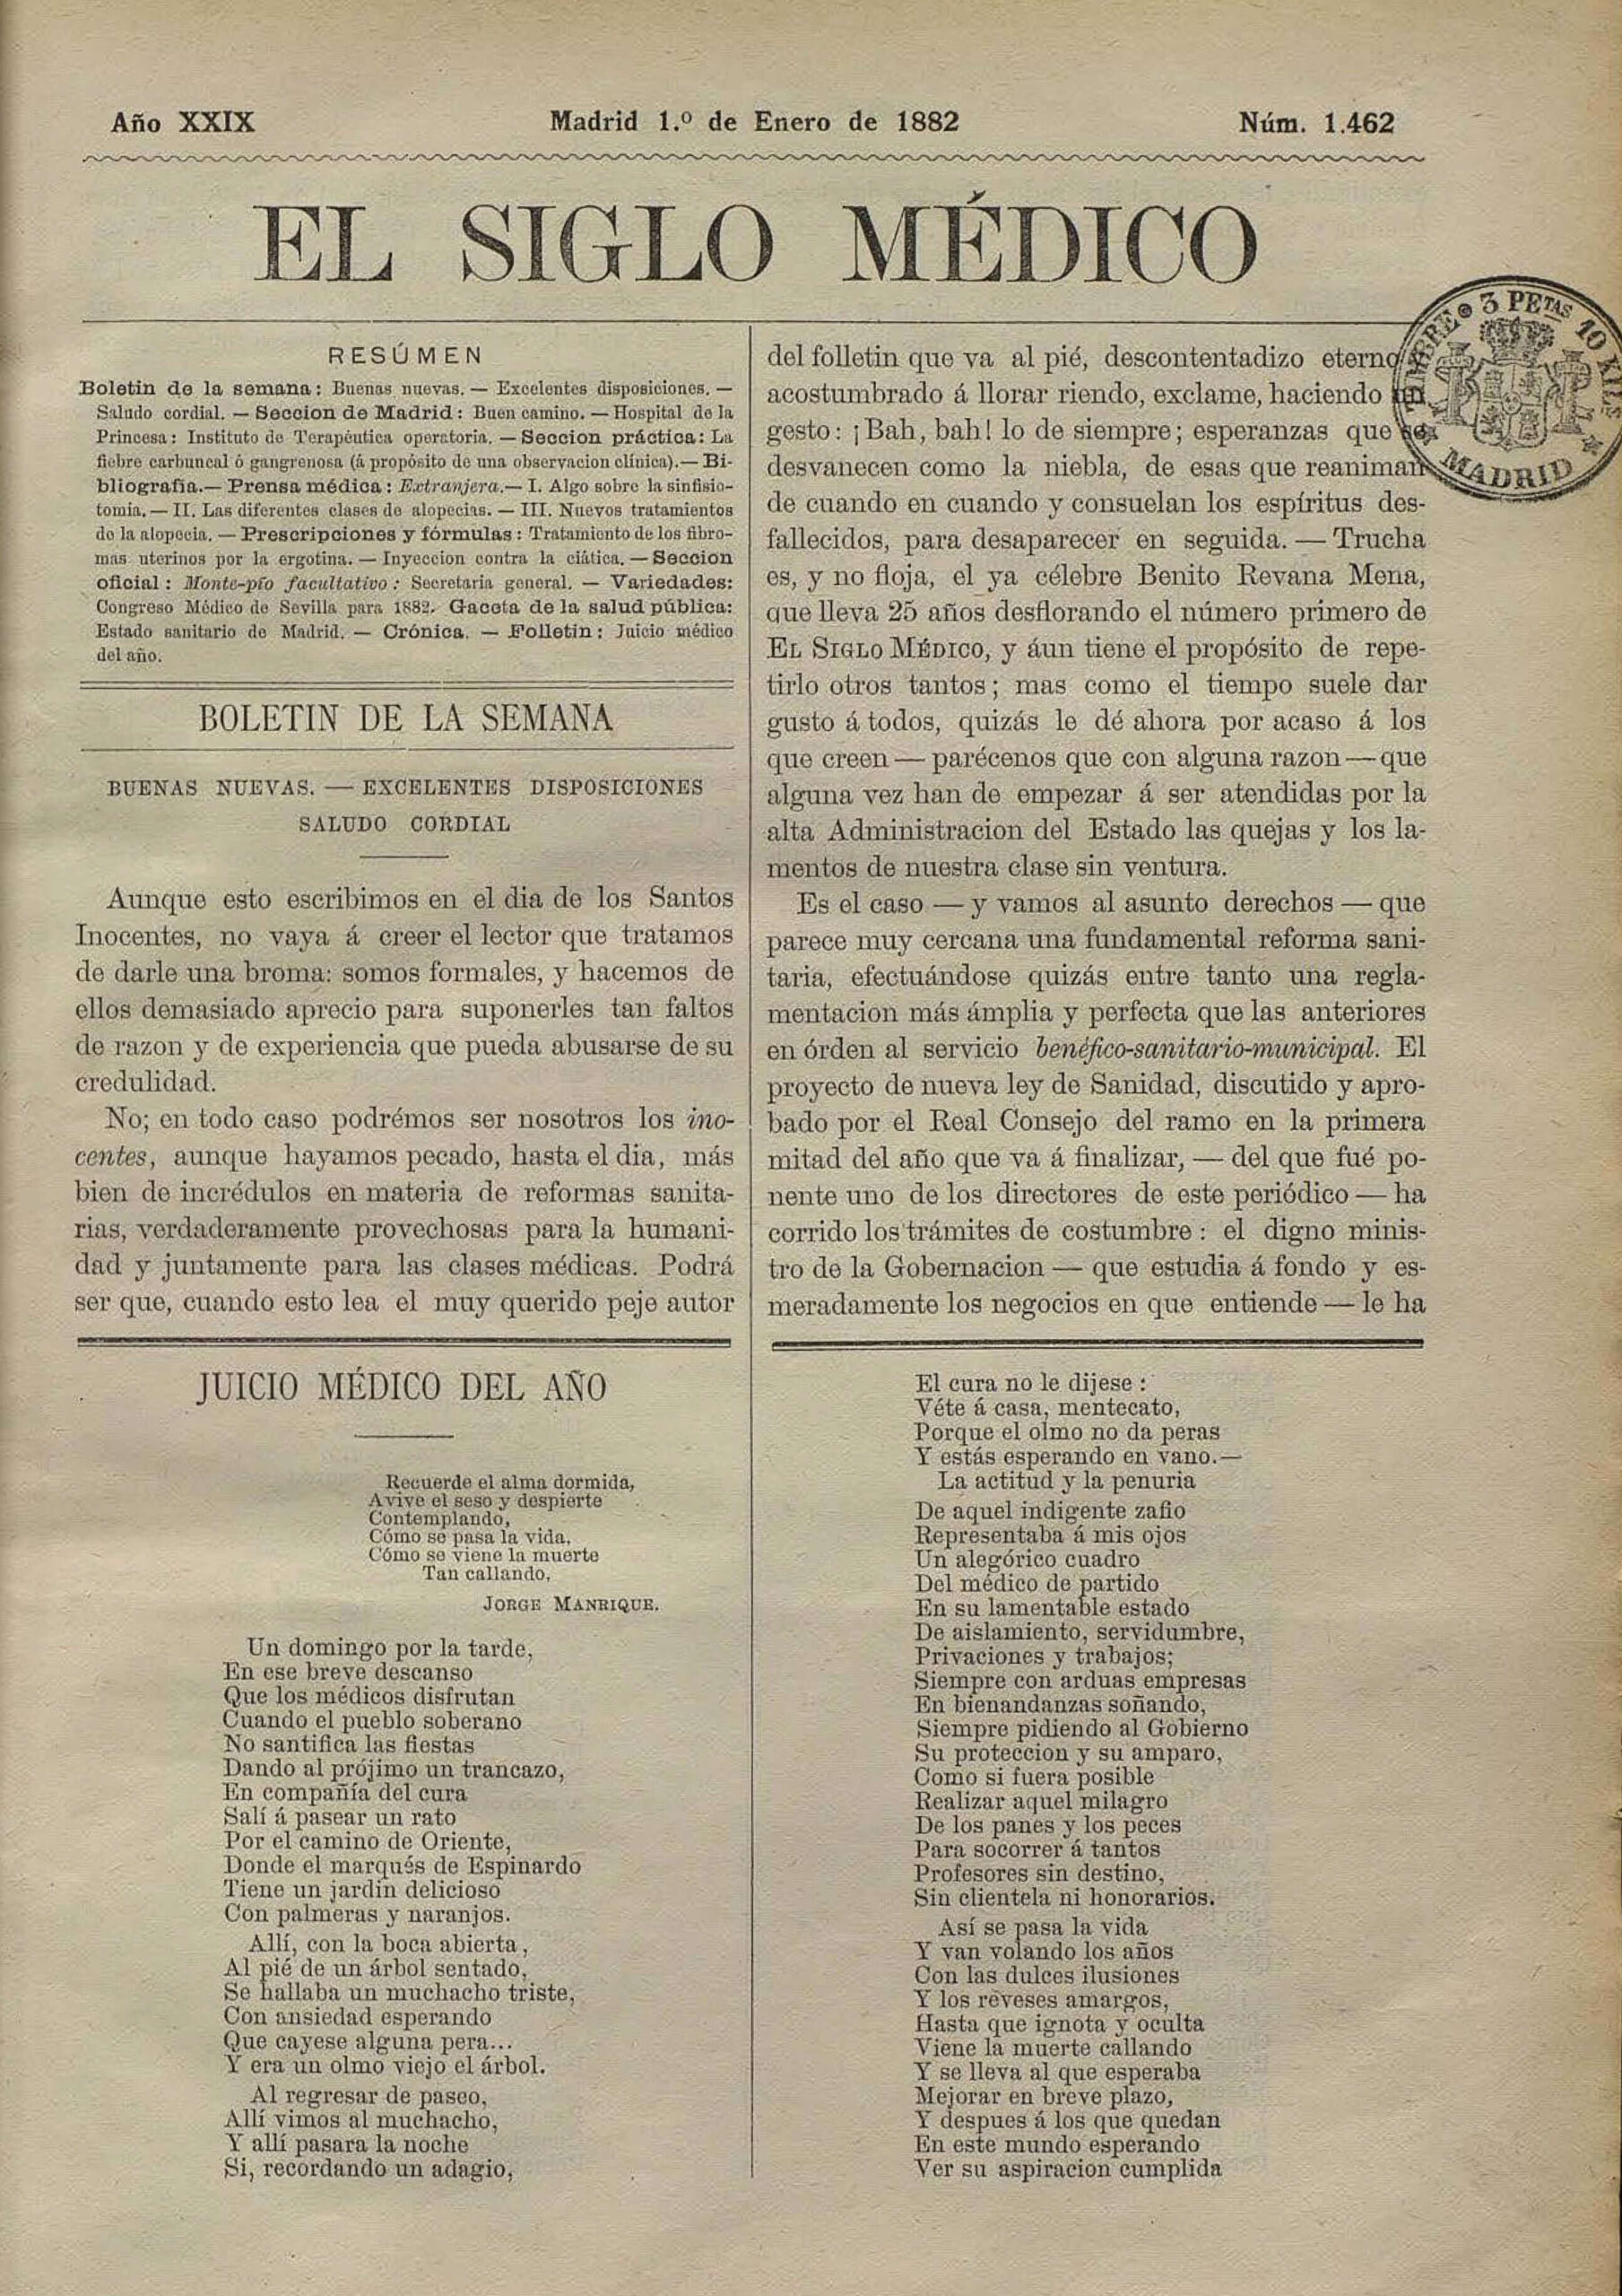 Año XXIX
Madrid 1.º de Enero de 1882
Núm. 1.462
EL SIGLO MÉDICO
TIMBRE 3 PETAS 10 KILS
MADRID
RESÚMEN
Boletin de la semana: Buenas nuevas. — Excelentes disposiciones. —
Saludo cordial. — Seccion de Madrid: Buen camino. — Hospital de la
Princesa: Instituto de Terapéutica operatoria. — Seccion práctica: La
fiebre carbuncal ó gangrenosa (á propósito de una observacion clínica).— Bi-
bliografía.— Prensa médica: Extranjera.— I. Algo sobre la sinfisio-
tomia.— II. Las diferentes clases de alopecias. — III. Nuevos tratamientos
de la alopecia. — Prescripciones y fórmulas: Tratamiento de los fibro-
mas uterinos por la ergotina. — Inyeccion contra la ciática. — Seccion
oficial: Monte-pío facultativo: Secretaria general. — Variedades:
Congreso Médico de Sevilla para 1882. Gaceta de la salud pública:
Estado sanitario de Madrid. — Crónica. — Folletin: Juicio médico
del año.
BOLETIN DE LA SEMANA
BUENAS NUEVAS. — EXCELENTES DISPOSICIONES
SALUDO CORDIAL
Aunque esto escribimos en el dia de los Santos
Inocentes, no vaya á creer el lector que tratamos
de darle una broma: somos formales, y hacemos de
ellos demasiado aprecio para suponerles tan faltos
de razon y de experiencia que pueda abusarse de su
credulidad.
No; en todo caso podrémos ser nosotros los ino-
centes, aunque hayamos pecado, hasta el dia, más
bien de incrédulos en materia de reformas sanita-
rias, verdaderamente provechosas para la humani-
dad y juntamente para las clases médicas. Podrá
ser que, cuando esto lea el muy querido peje autor
del folletin que va al pié, descontentadizo eterno
acostumbrado á llorar riendo, exclame, haciendo un
gesto: ¡Bah, bah! lo de siempre; esperanzas que se
desvanecen como la niebla, de esas que reaniman
de cuando en cuando y consuelan los espíritus des-
fallecidos, para desaparecer en seguida. — Trucha
es, y no floja, el ya célebre Benito Revana Mena,
que lleva 25 años desflorando el número primero de
EL SIGLO MÉDICO, y áun tiene el propósito de repe-
tirlo otros tantos; mas como el tiempo suele dar
gusto á todos, quizás le dé ahora por acaso á los
que creen — parécenos que con alguna razon — que
alguna vez han de empezar á ser atendidas por la
alta Administracion del Estado las quejas y los la-
mentos de nuestra clase sin ventura.
Es el caso — y vamos al asunto derechos — que
parece muy cercana una fundamental reforma sani-
taria, efectuándose quizás entre tanto una regla-
mentacion más ámplia y perfecta que las anteriores
en órden al servicio benéfico-sanitario-municipal. El
proyecto de nueva ley de Sanidad, discutido y apro-
bado por el Real Consejo del ramo en la primera
mitad del año que va á finalizar, — del que fué po-
nente uno de los directores de este periódico — ha
corrido los trámites de costumbre: el digno minis-
tro de la Gobernacion — que estudia á fondo y es-
meradamente los negocios en que entiende — le ha
JUICIO MÉDICO DEL AÑO
Recuerde el alma dormida,
Avive el seso y despierte
Contemplando,
Cómo se pasa la vida,
Cómo se viene la muerte
Tan callando,
JORGE MANRIQUE.
Un domingo por la tarde,
En ese breve descanso
Que los médicos disfrutan
Cuando el pueblo soberano
No santifica las fiestas
Dando al prójimo un trancazo,
En compañía del cura
Salí á pasear un rato
Por el camino de Oriente,
Donde el marqués de Espinardo
Tiene un jardin delicioso
Con palmeras y naranjos.
Allí, con la boca abierta,
Al pié de un árbol sentado,
Se hallaba un muchacho triste,
Con ansiedad esperando
Que cayese alguna pera...
Y era un olmo viejo el árbol.
Al regresar de paseo,
Allí vimos al muchacho,
Y allí pasara la noche
Si, recordando un adagio,
El cura no le dijese:
Véte á casa, mentecato,
Porque el olmo no da peras
Y estás esperando en vano.—
La actitud y la penuria
De aquel indigente zafio
Representaba á mis ojos
Un alegórico cuadro
Del médico de partido
En su lamentable estado
De aislamiento, servidumbre,
Privaciones y trabajos;
Siempre con arduas empresas
En bienandanzas soñando,
Siempre pidiendo al Gobierno
Su proteccion y su amparo,
Como si fuera posible
Realizar aquel milagro
De los panes y los peces
Para socorrer á tantos
Profesores sin destino,
Sin clientela ni honorarios.
Así se pasa la vida
Y van volando los años
Con las dulces ilusiones
Y los reveses amargos,
Hasta que ignota y oculta
Viene la muerte callando
Y se lleva al que esperaba
Mejorar en breve plazo,
Y despues á los que quedan
En este mundo esperando
Ver su aspiracion cumplida